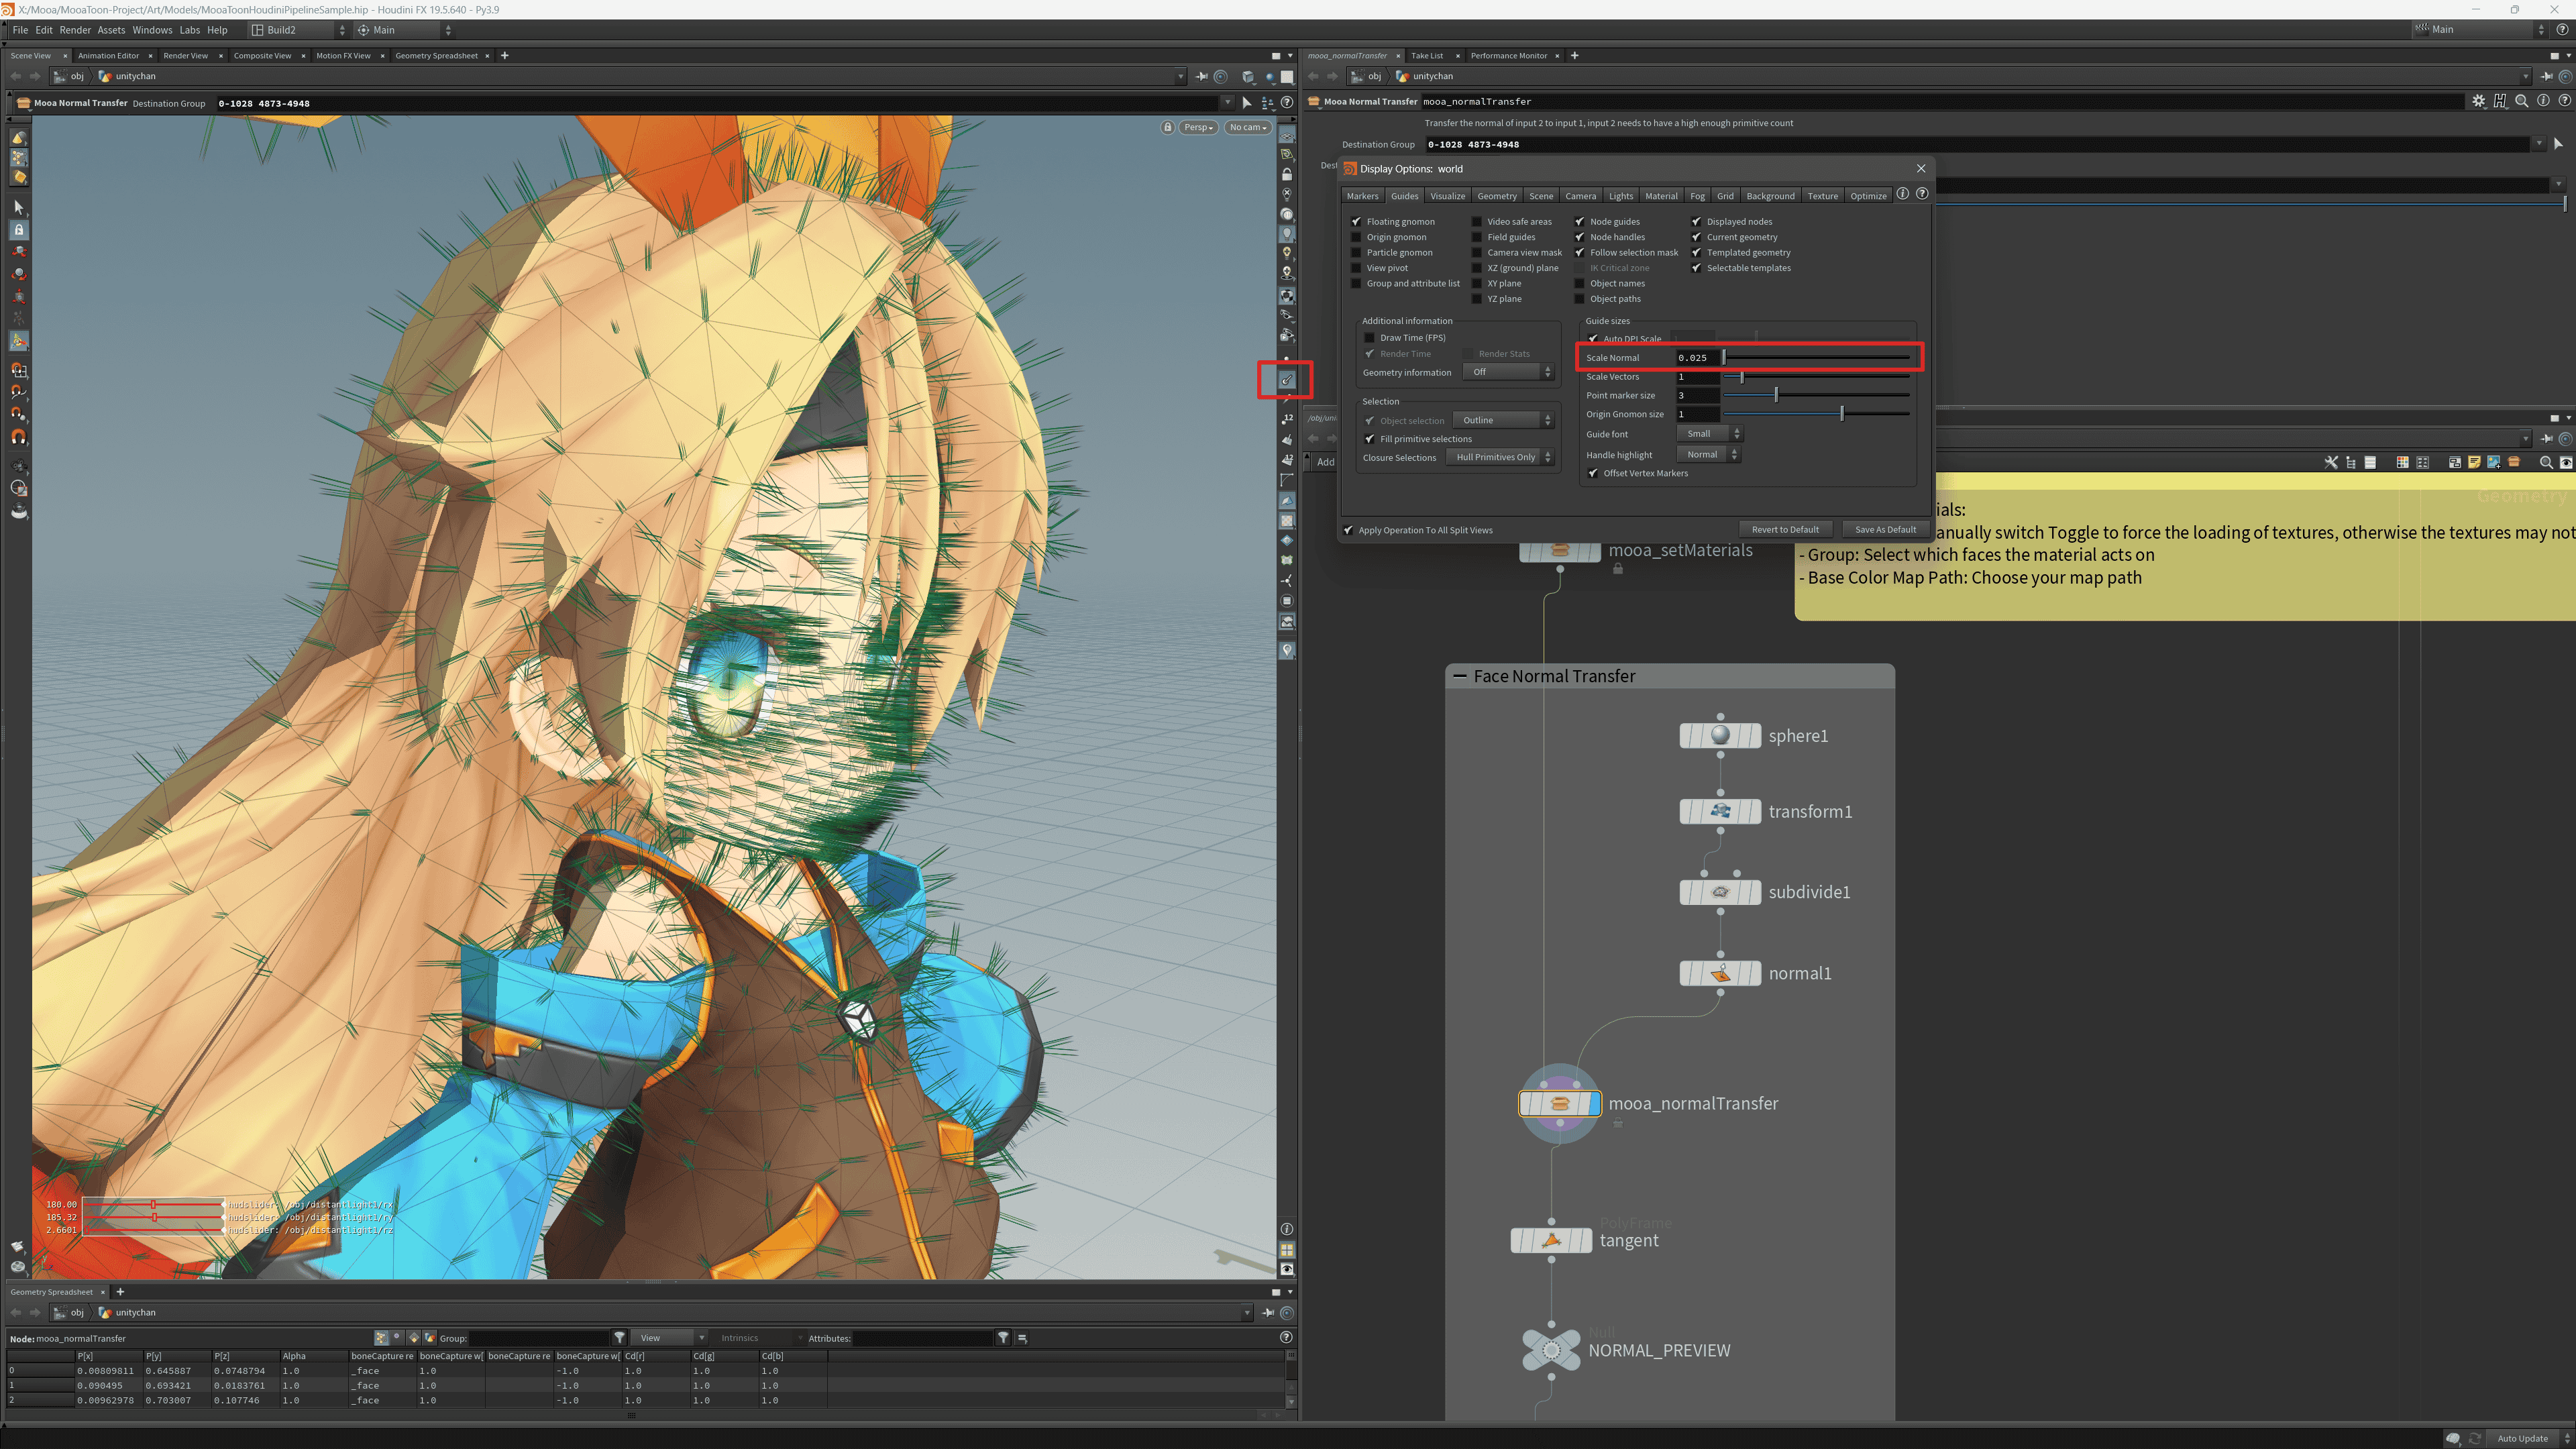 X:/Mooa/MooaToon-Project/Art/Models/MooaToonHoudiniPipelineSample.hip - Houdini FX 19.5.640 - Py3.9
File Edit Render Assets Windows Labs Help Build2 Main Main
Scene View Animation Editor Render View Composite View Motion FX View Geometry Spreadsheet
obj unitychan
Mooa Normal Transfer Destination Group 0-1028 4873-4948
Persp No cam
12
12
180.00 hudslider: /obj/distantlight1/rx
185.32 hudslider: /obj/distantlight1/ry
2.6601 hudslider: /obj/distantlight1/rz
mooa_normalTransfer Take List Performance Monitor
obj unitychan
Mooa Normal Transfer mooa_normalTransfer
Transfer the normal of input 2 to input 1, input 2 needs to have a high enough primitive count
Destination Group 0-1028 4873-4948
Display Options: world
Markers Guides Visualize Geometry Scene Camera Lights Material Fog Grid Background Texture Optimize
Floating gnomon Video safe areas Node guides Displayed nodes
Origin gnomon Field guides Node handles Current geometry
Particle gnomon Camera view mask Follow selection mask Templated geometry
View pivot XZ (ground) plane IK Critical zone Selectable templates
Group and attribute list XY plane Object names
YZ plane Object paths
Additional information
Draw Time (FPS)
Render Time Render Stats
Geometry information Off
Selection
Object selection Outline
Fill primitive selections
Closure Selections Hull Primitives Only
Guide sizes
Auto DPI Scale
Scale Normal 0.025
Scale Vectors 1
Point marker size 3
Origin Gnomon size 1
Guide font Small
Handle highlight Normal
Offset Vertex Markers
Apply Operation To All Split Views Revert to Default Save As Default
Add
Geometry
ials:
anually switch Toggle to force the loading of textures, otherwise the textures may not
- Group: Select which faces the material acts on
- Base Color Map Path: Choose your map path
mooa_setMaterials
Face Normal Transfer
sphere1
transform1
subdivide1
normal1
mooa_normalTransfer
PolyFrame
tangent
Null
NORMAL_PREVIEW
Geometry Spreadsheet
obj unitychan
Node: mooa_normalTransfer Group: View Intrinsics Attributes:
P[x] P[y] P[z] Alpha boneCapture re boneCapture w[ boneCapture re boneCapture w[ Cd[r] Cd[g] Cd[b]
0 0.00809811 0.645887 0.0748794 1.0 _face 1.0 -1.0 1.0 1.0 1.0
1 0.090495 0.693421 0.0183761 1.0 _face 1.0 -1.0 1.0 1.0 1.0
2 0.00962978 0.703007 0.107746 1.0 _face 1.0 -1.0 1.0 1.0 1.0
Auto Update